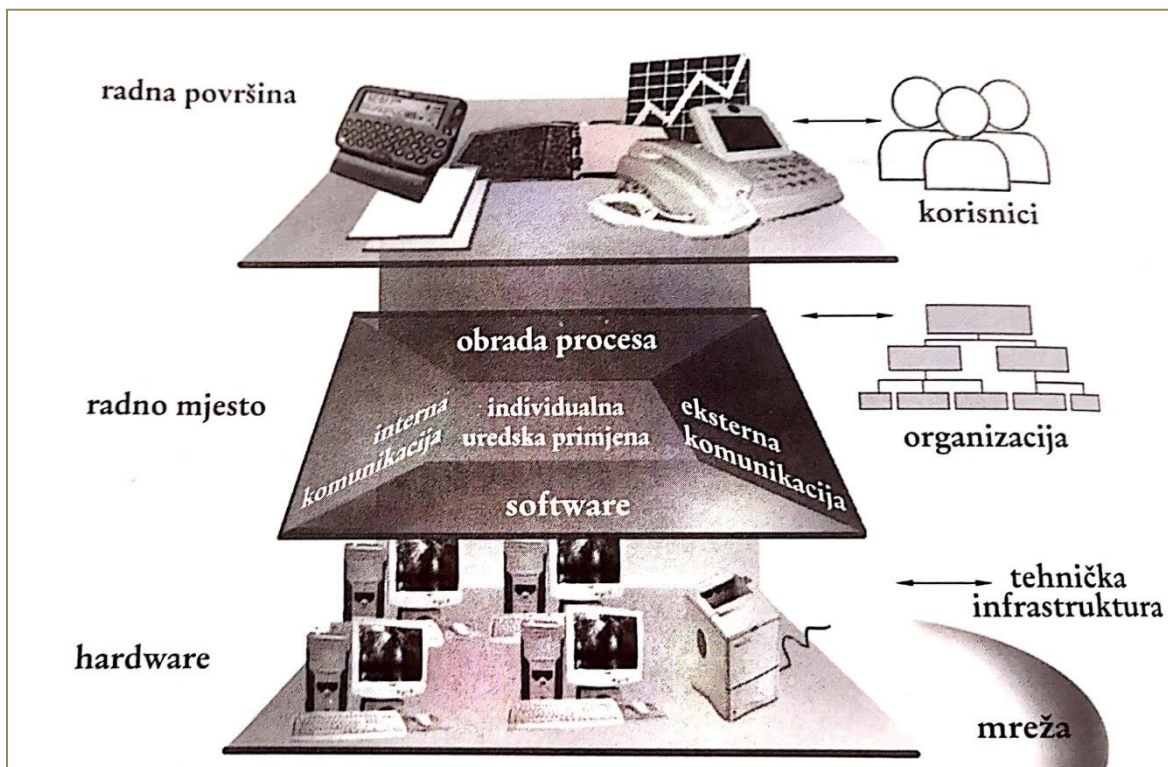 radna površina
korisnici
obrada procesa
radno mjesto
interna
komunikacija
individualna
uredska primjena
eksterna
komunikacija
organizacija
software
tehnička
infrastruktura
hardware
mreža